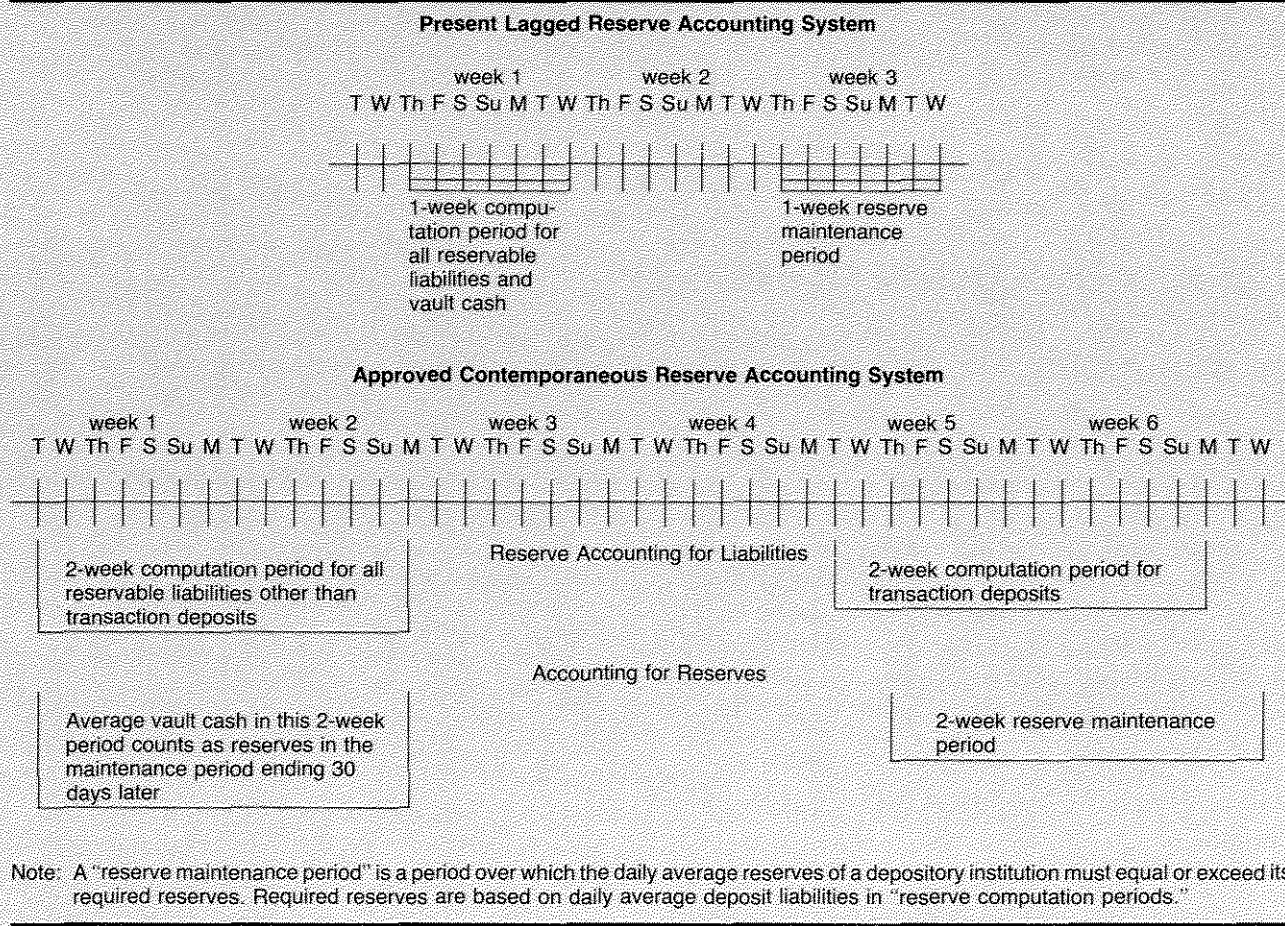 Present Lagged Reserve Accounting System
week 1 week 2 week 3
T W Th F S Su M T W Th F S Su M T W Th F S Su M T W
1-week compu-
tation period for
all reservable
liabilities and
vault cash
1-week reserve
maintenance
period
Approved Contemporaneous Reserve Accounting System
week 1 week 2 week 3 week 4 week 5 week 6
T W Th F S Su M T W Th F S Su M T W Th F S Su M T W Th F S Su M T W Th F S Su M T W Th F S Su M T W
Reserve Accounting for Liabilities
2-week computation period for all
reservable liabilities other than
transaction deposits
2-week computation period for
transaction deposits
Accounting for Reserves
Average vault cash in this 2-week
period counts as reserves in the
maintenance period ending 30
days later
2-week reserve maintenance
period
Note: A "reserve maintenance period" is a period over which the daily average reserves of a depository institution must equal or exceed its
required reserves. Required reserves are based on daily average deposit liabilities in "reserve computation periods."